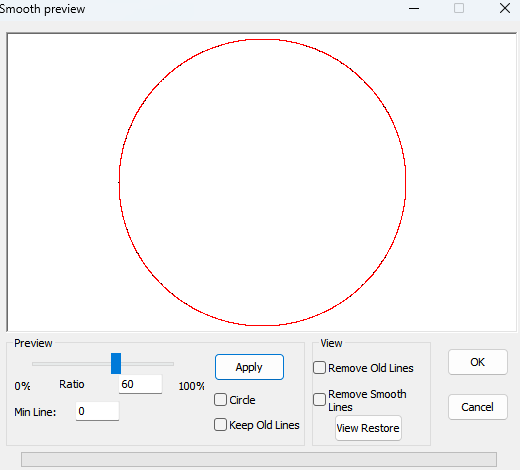 Smooth preview
Preview
0%
Ratio
60
100%
Min Line:
0
Apply
Circle
Keep Old Lines
View
Remove Old Lines
Remove Smooth
Lines
View Restore
OK
Cancel